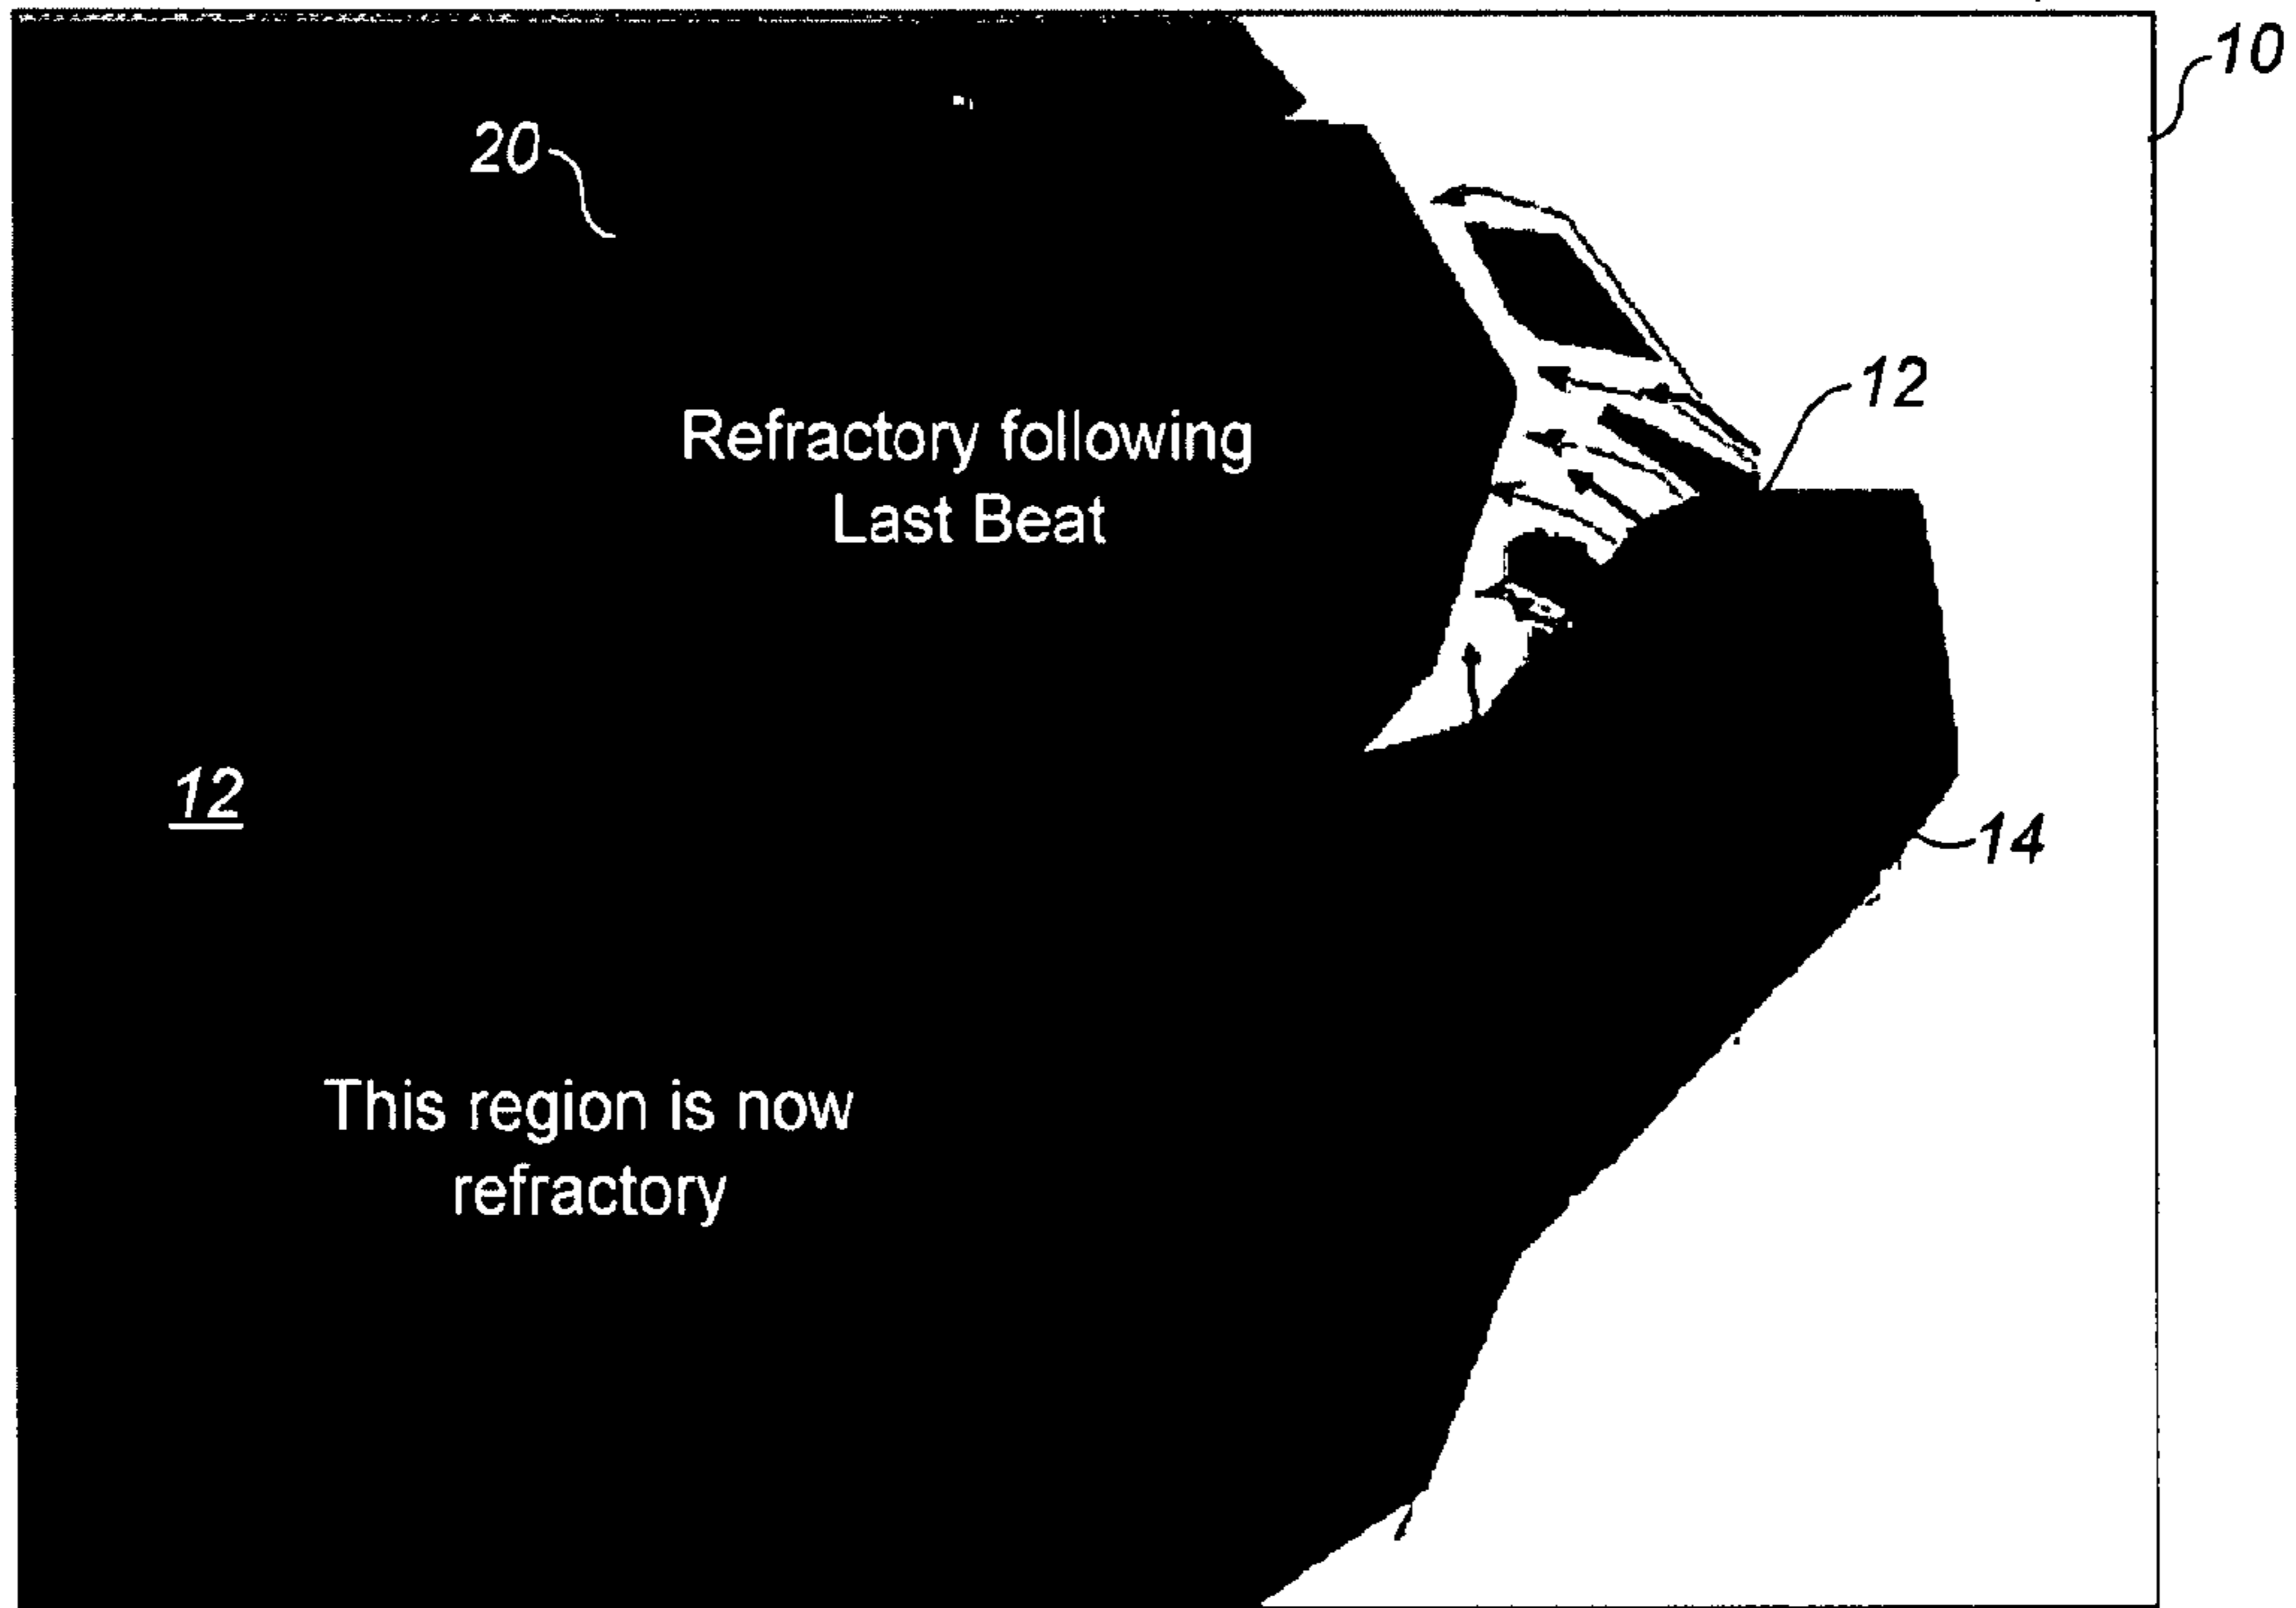 10
20
12
Refractory following
Last Beat
12
14
This region is now
refractory